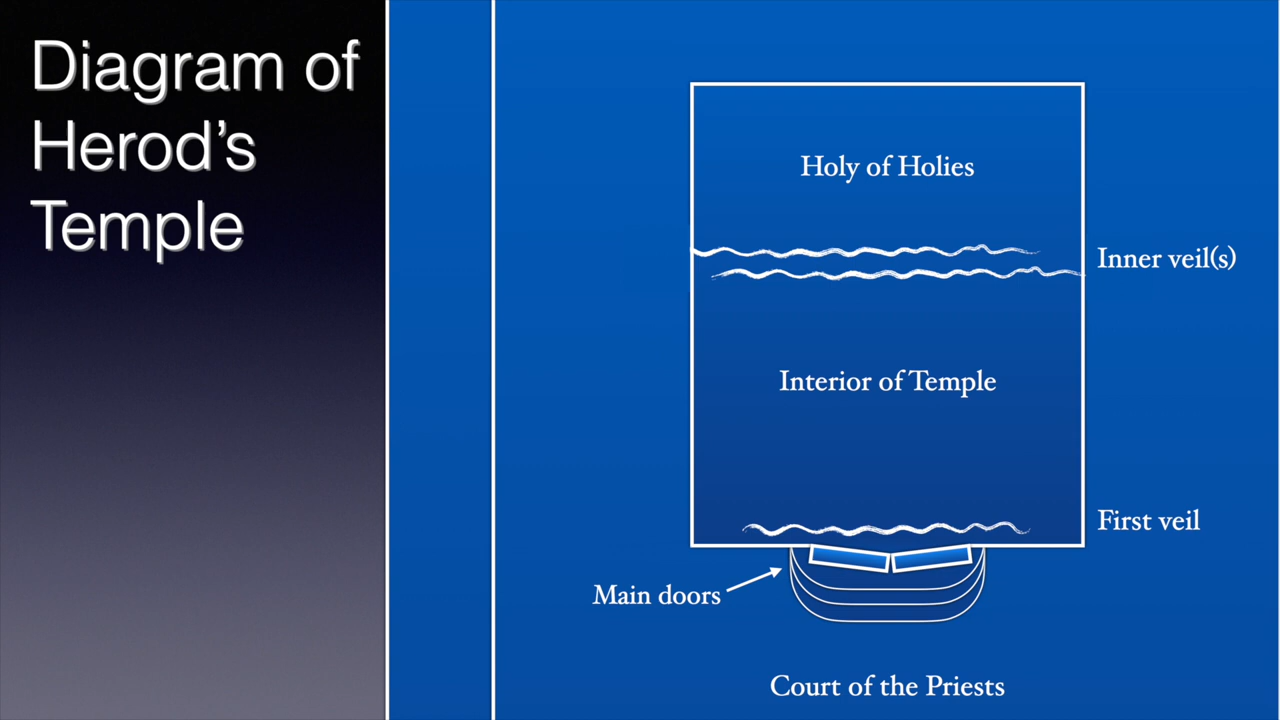 Diagram of
Herod's
Temple
Holy of Holies
Inner veil(s)
Interior of Temple
First veil
Main doors
Court of the Priests